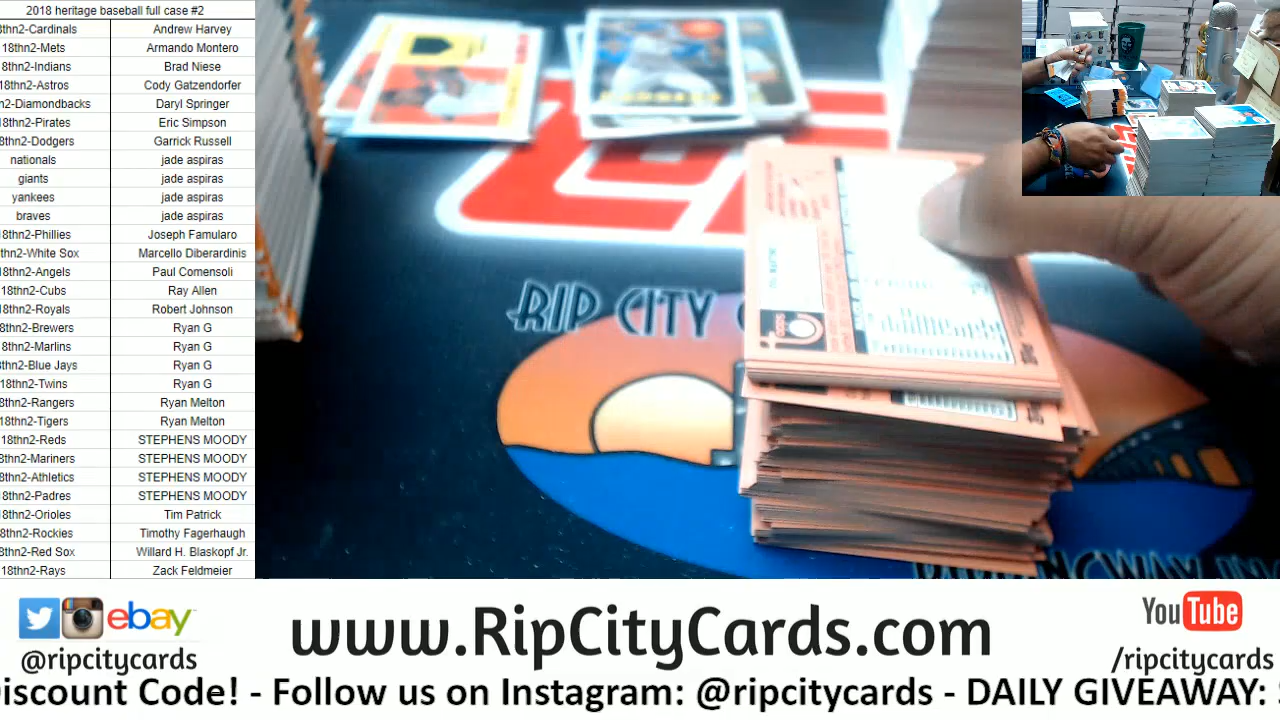 2018 heritage baseball full case #2
8thn2-Cardinals Andrew Harvey
18thn2-Mets Armando Montero
8thn2-Indians Brad Niese
18thn2-Astros Cody Gatzendorfer
n2-Diamondbacks Daryl Springer
18thn2-Pirates Eric Simpson
8thn2-Dodgers Garrick Russell
nationals jade aspiras
giants jade aspiras
yankees jade aspiras
braves jade aspiras
8thn2-Phillies Joseph Famularo
thn2-White Sox Marcello Diberardinis
18thn2-Angels Paul Comensoli
18thn2-Cubs Ray Allen
18thn2-Royals Robert Johnson
8thn2-Brewers Ryan G
8thn2-Marlins Ryan G
thn2-Blue Jays Ryan G
18thn2-Twins Ryan G
8thn2-Rangers Ryan Melton
18thn2-Tigers Ryan Melton
18thn2-Reds STEPHENS MOODY
8thn2-Mariners STEPHENS MOODY
8thn2-Athletics STEPHENS MOODY
8thn2-Padres STEPHENS MOODY
18thn2-Orioles Tim Patrick
8thn2-Rockies Timothy Fagerhaugh
8thn2-Red Sox Willard H. Blaskopf Jr.
18thn2-Rays Zack Feldmeier
RIP CITY
topps
ebay
@ripcitycards
www.RipCityCards.com
YouTube
/ripcitycards
Discount Code! - Follow us on Instagram: @ripcitycards - DAILY GIVEAWAY: